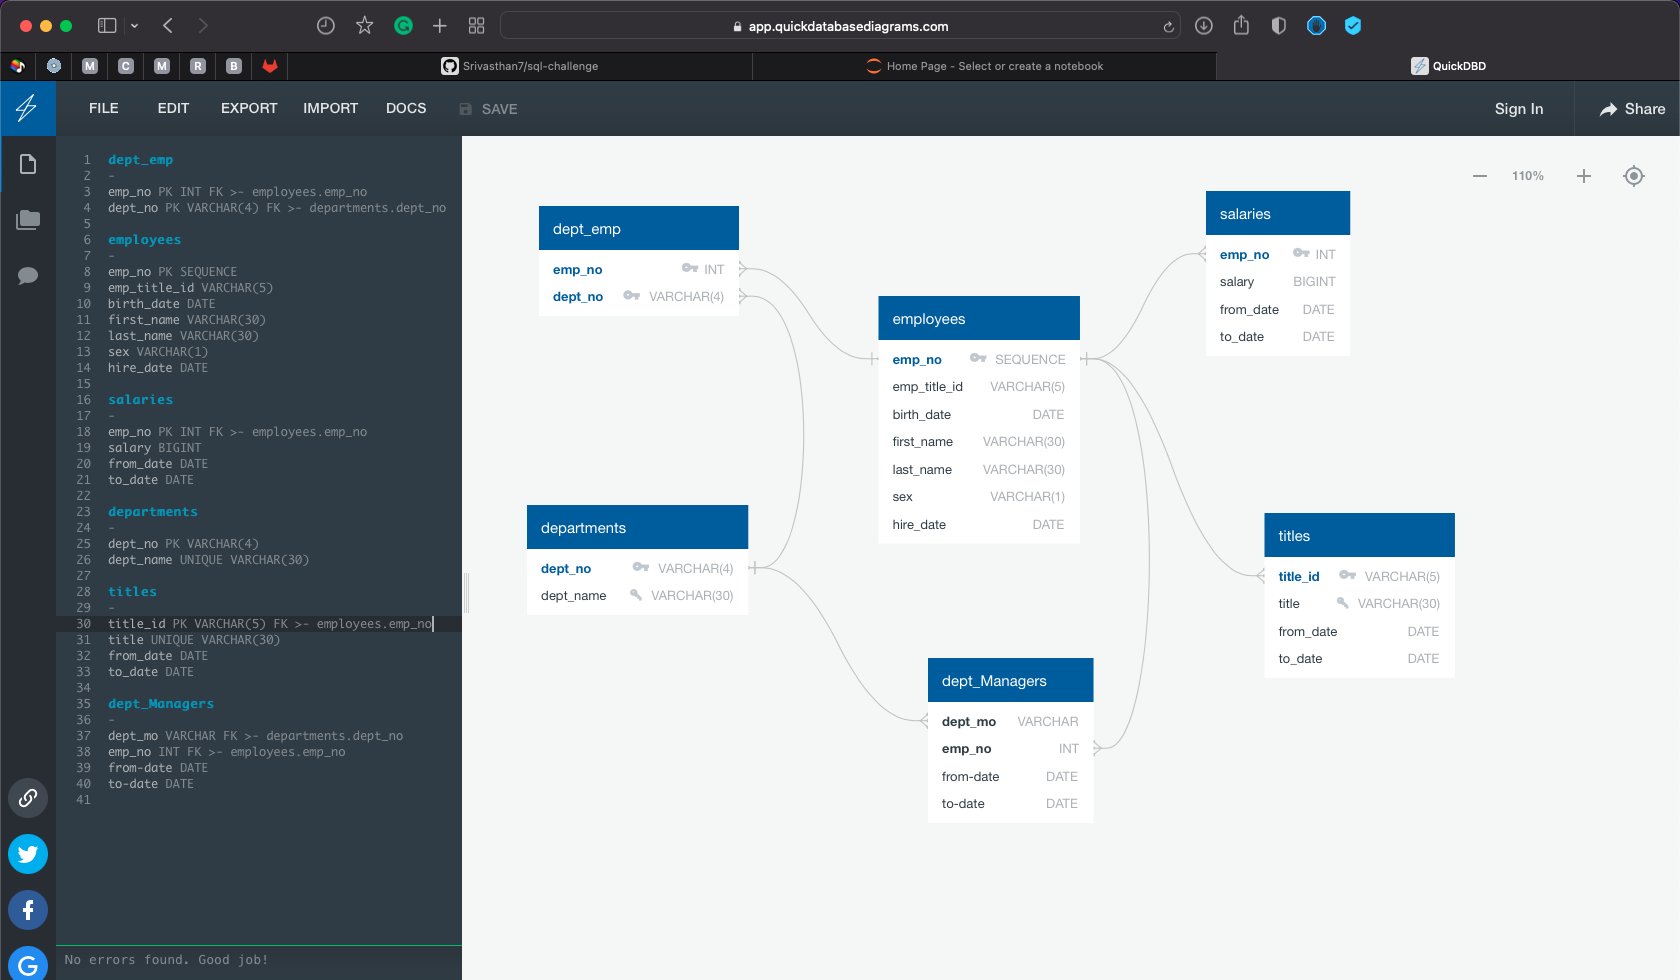 app.quickdatabasediagrams.com
M
C
M
R
B
Srivasthan7/sql-challenge
Home Page - Select or create a notebook
QuickDBD
FILE
EDIT
EXPORT
IMPORT
DOCS
SAVE
Sign In
Share
1 dept_emp
2 -
3 emp_no PK INT FK >- employees.emp_no
4 dept_no PK VARCHAR(4) FK >- departments.dept_no
5
6 employees
7 -
8 emp_no PK SEQUENCE
9 emp_title_id VARCHAR(5)
10 birth_date DATE
11 first_name VARCHAR(30)
12 last_name VARCHAR(30)
13 sex VARCHAR(1)
14 hire_date DATE
15
16 salaries
17 -
18 emp_no PK INT FK >- employees.emp_no
19 salary BIGINT
20 from_date DATE
21 to_date DATE
22
23 departments
24 -
25 dept_no PK VARCHAR(4)
26 dept_name UNIQUE VARCHAR(30)
27
28 titles
29 -
30 title_id PK VARCHAR(5) FK >- employees.emp_no
31 title UNIQUE VARCHAR(30)
32 from_date DATE
33 to_date DATE
34
35 dept_Managers
36 -
37 dept_mo VARCHAR FK >- departments.dept_no
38 emp_no INT FK >- employees.emp_no
39 from-date DATE
40 to-date DATE
41
No errors found. Good job!
110%
dept_emp
emp_no INT
dept_no VARCHAR(4)
employees
emp_no SEQUENCE
emp_title_id VARCHAR(5)
birth_date DATE
first_name VARCHAR(30)
last_name VARCHAR(30)
sex VARCHAR(1)
hire_date DATE
salaries
emp_no INT
salary BIGINT
from_date DATE
to_date DATE
departments
dept_no VARCHAR(4)
dept_name VARCHAR(30)
titles
title_id VARCHAR(5)
title VARCHAR(30)
from_date DATE
to_date DATE
dept_Managers
dept_mo VARCHAR
emp_no INT
from-date DATE
to-date DATE